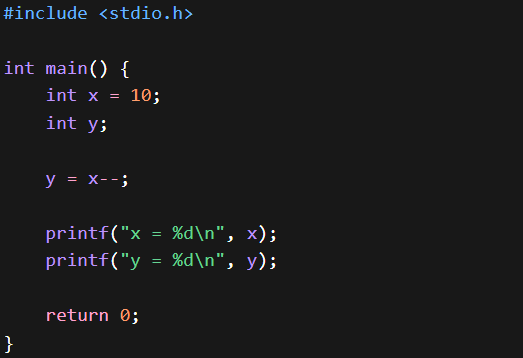 #include <stdio.h>
int main() {
    int x = 10;
    int y;
    y = x--;
    printf("x = %d\n", x);
    printf("y = %d\n", y);
    return 0;
}